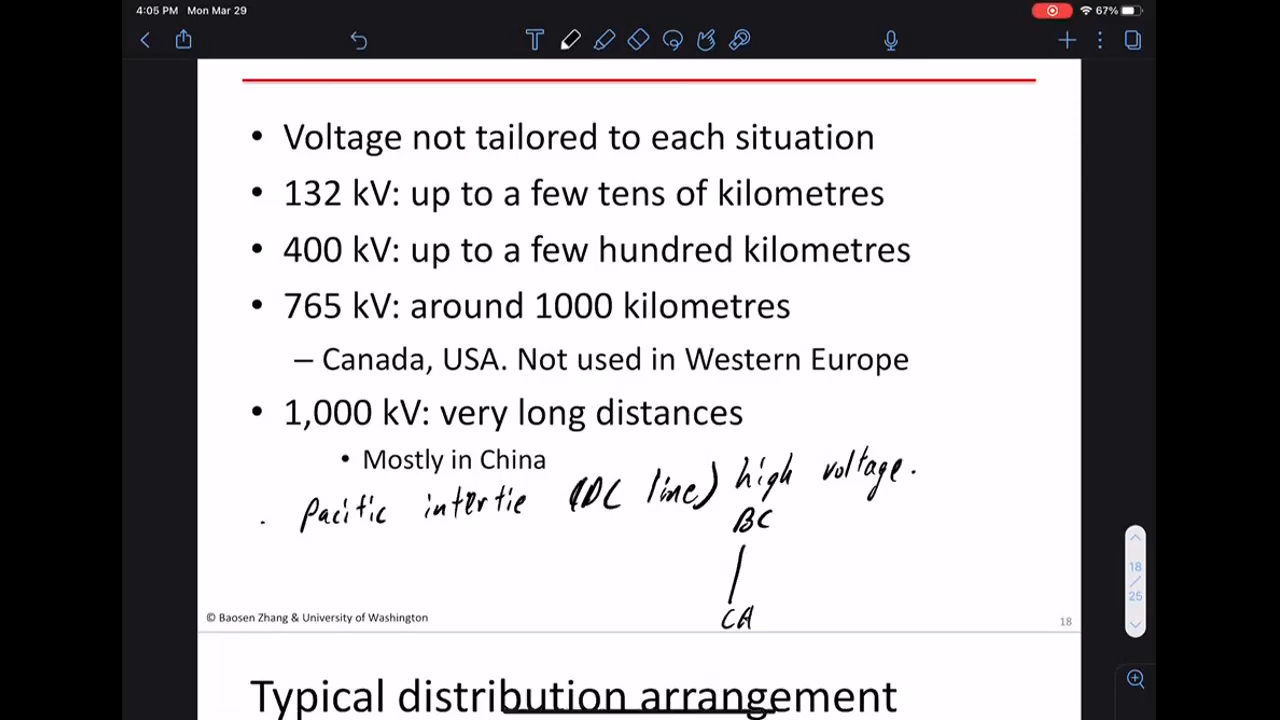 4:05 PM Mon Mar 29
67%
• Voltage not tailored to each situation
• 132 kV: up to a few tens of kilometres
• 400 kV: up to a few hundred kilometres
• 765 kV: around 1000 kilometres
– Canada, USA. Not used in Western Europe
• 1,000 kV: very long distances
• Mostly in China
. Pacific intertie (DC line) high voltage.
BC
CA
© Baosen Zhang & University of Washington
18
18
25
Typical distribution arrangement